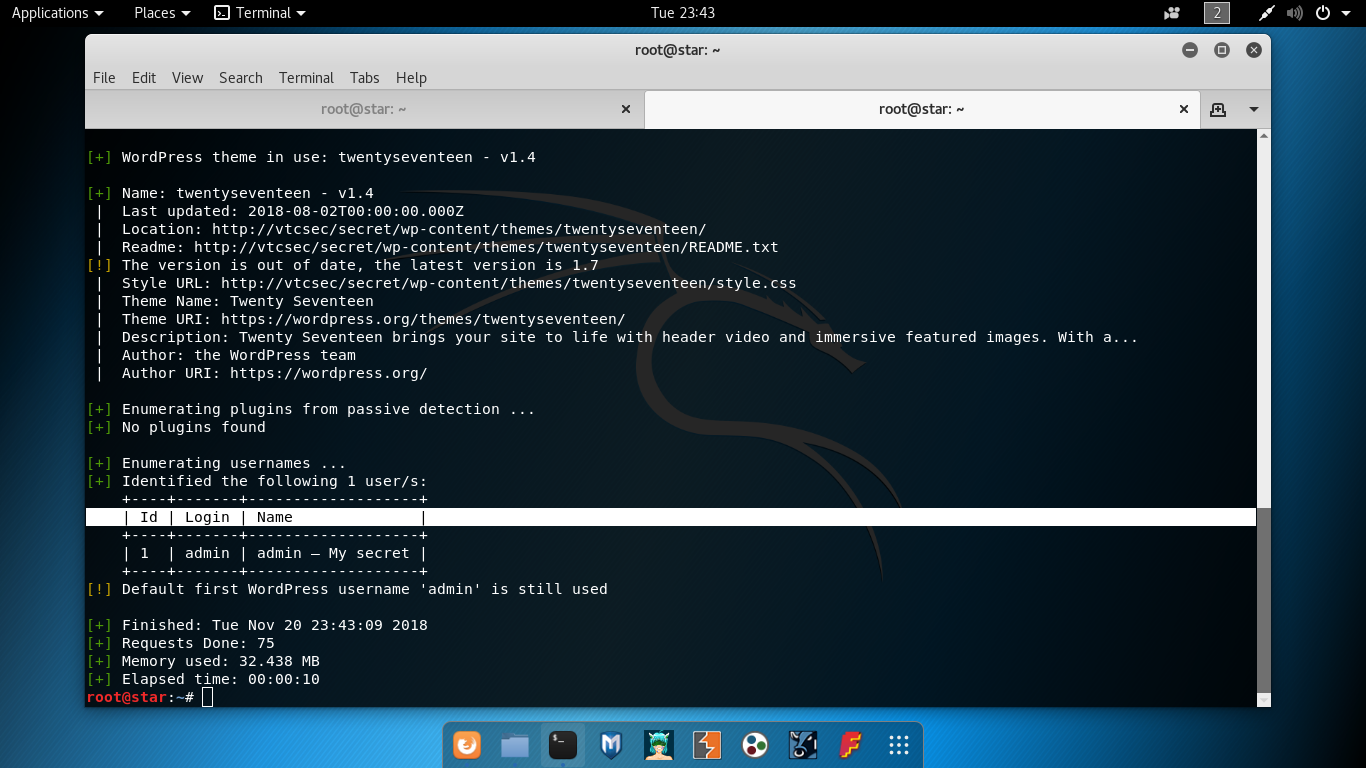 Applications Places Terminal Tue 23:43 2
root@star: ~
File Edit View Search Terminal Tabs Help
root@star: ~ root@star: ~
[+] WordPress theme in use: twentyseventeen - v1.4
[+] Name: twentyseventeen - v1.4
 |  Last updated: 2018-08-02T00:00:00.000Z
 |  Location: http://vtcsec/secret/wp-content/themes/twentyseventeen/
 |  Readme: http://vtcsec/secret/wp-content/themes/twentyseventeen/README.txt
[!] The version is out of date, the latest version is 1.7
 |  Style URL: http://vtcsec/secret/wp-content/themes/twentyseventeen/style.css
 |  Theme Name: Twenty Seventeen
 |  Theme URI: https://wordpress.org/themes/twentyseventeen/
 |  Description: Twenty Seventeen brings your site to life with header video and immersive featured images. With a...
 |  Author: the WordPress team
 |  Author URI: https://wordpress.org/
[+] Enumerating plugins from passive detection ...
[+] No plugins found
[+] Enumerating usernames ...
[+] Identified the following 1 user/s:
    +----+-------+-------------------+
    | Id | Login | Name              |
    +----+-------+-------------------+
    | 1  | admin | admin – My secret |
    +----+-------+-------------------+
[!] Default first WordPress username 'admin' is still used
[+] Finished: Tue Nov 20 23:43:09 2018
[+] Requests Done: 75
[+] Memory used: 32.438 MB
[+] Elapsed time: 00:00:10
root@star:~#